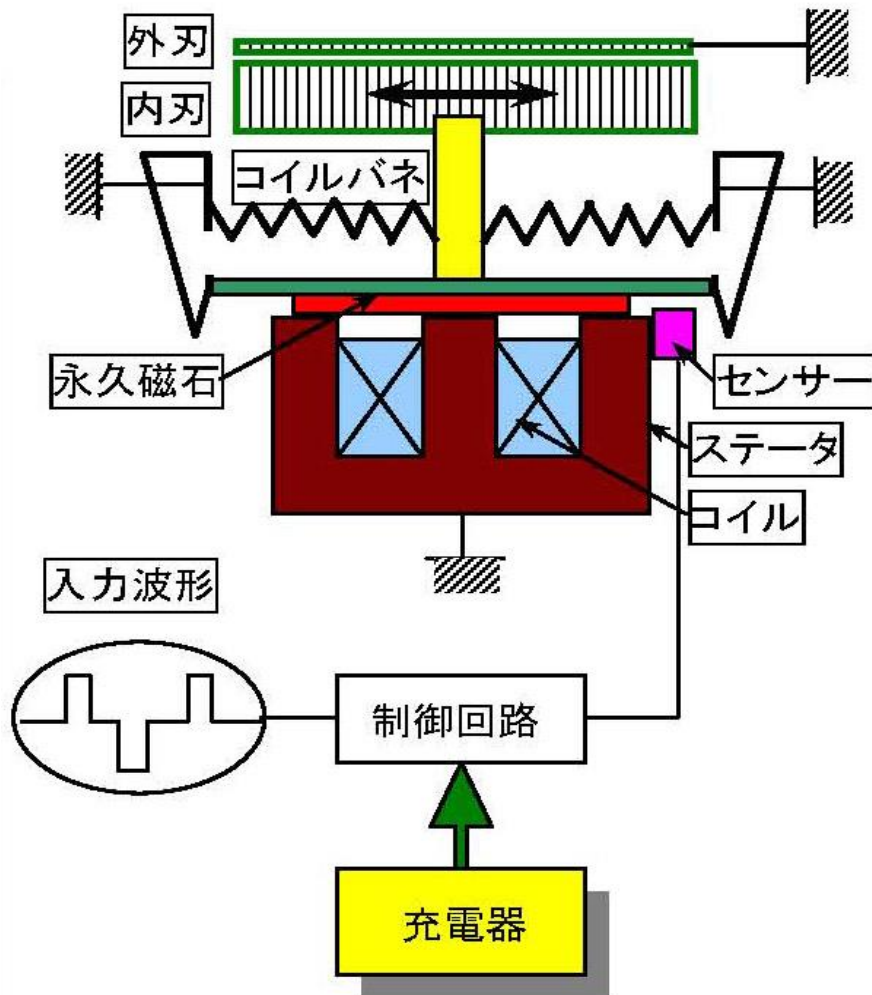 外刃
内刃
コイルバネ
永久磁石
センサー
ステータ
コイル
入力波形
制御回路
充電器